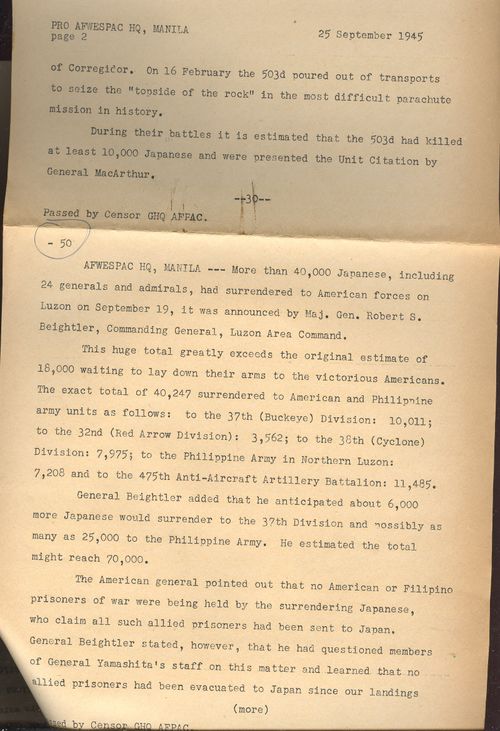 PRO AFWESPAC HQ, MANILA
page 2
25 September 1945
of Corregidor. On 16 February the 503d poured out of transports
to seize the "topside of the rock" in the most difficult parachute
mission in history.
During their battles it is estimated that the 503d had killed
at least 10,000 Japanese and were presented the Unit Citation by
General MacArthur.
--30--
Passed by Censor GHQ AFPAC.
- 50
AFWESPAC HQ, MANILA --- More than 40,000 Japanese, including
24 generals and admirals, had surrendered to American forces on
Luzon on September 19, it was announced by Maj. Gen. Robert S.
Beightler, Commanding General, Luzon Area Command.
This huge total greatly exceeds the original estimate of
18,000 waiting to lay down their arms to the victorious Americans.
The exact total of 40,247 surrendered to American and Philippine
army units as follows: to the 37th (Buckeye) Division: 10,011;
to the 32nd (Red Arrow Division): 3,562; to the 38th (Cyclone)
Division: 7,975; to the Philippine Army in Northern Luzon:
7,208 and to the 475th Anti-Aircraft Artillery Battalion: 11,485.
General Beightler added that he anticipated about 6,000
more Japanese would surrender to the 37th Division and possibly as
many as 25,000 to the Philippine Army. He estimated the total
might reach 70,000.
The American general pointed out that no American or Filipino
prisoners of war were being held by the surrendering Japanese,
who claim all such allied prisoners had been sent to Japan.
General Beightler stated, however, that he had questioned members
of General Yamashita's staff on this matter and learned that no
allied prisoners had been evacuated to Japan since our landings
(more)
Passed by Censor GHQ AFPAC.